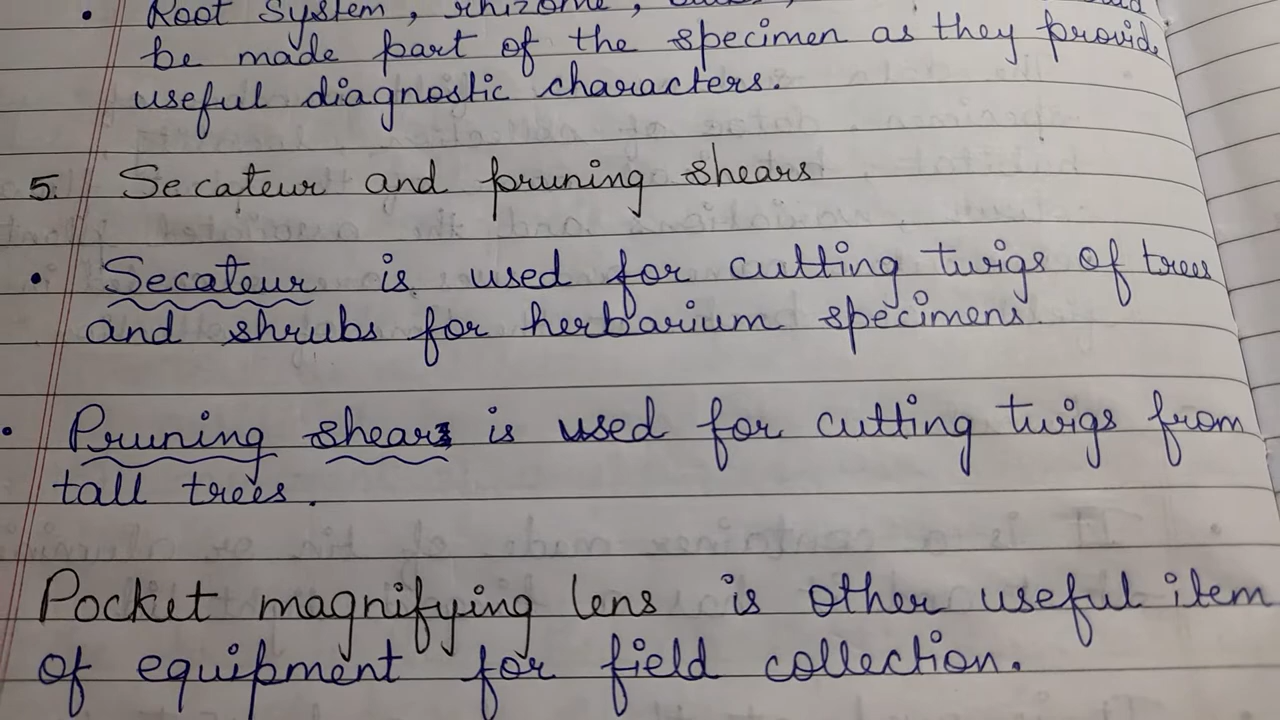 • Root System, rhizome,
be made part of the specimen as they provide
useful diagnostic characters.
5. Secateur and pruning shears
• Secateur is used for cutting twigs of trees
and shrubs for herbarium specimens.
• Pruning shears is used for cutting twigs from
tall trees.
Pocket magnifying lens is other useful item
of equipment for field collection.